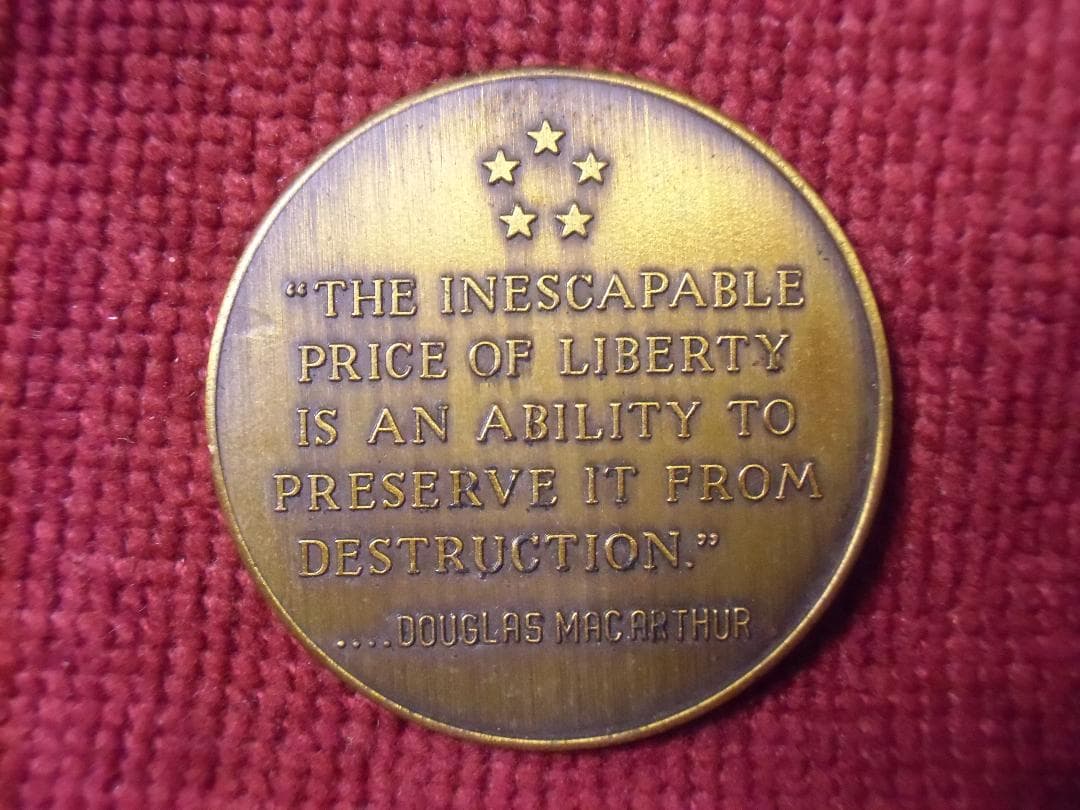 “THE INESCAPABLE
PRICE OF LIBERTY
IS AN ABILITY TO
PRESERVE IT FROM
DESTRUCTION.”
....DOUGLAS MACARTHUR